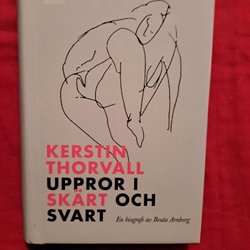 KERSTIN
THORVALL
UPPROR I
SKÄRT OCH
SVART
En biografi av Beata Arnborg